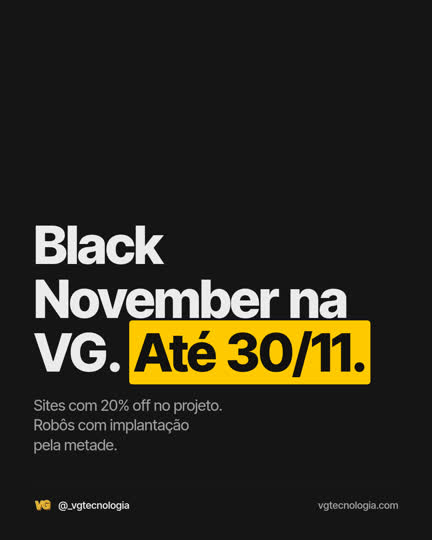 Black
November na
VG. Até 30/11.
Sites com 20% off no projeto.
Robôs com implantação
pela metade.
VG @_vgtecnologia vgtecnologia.com